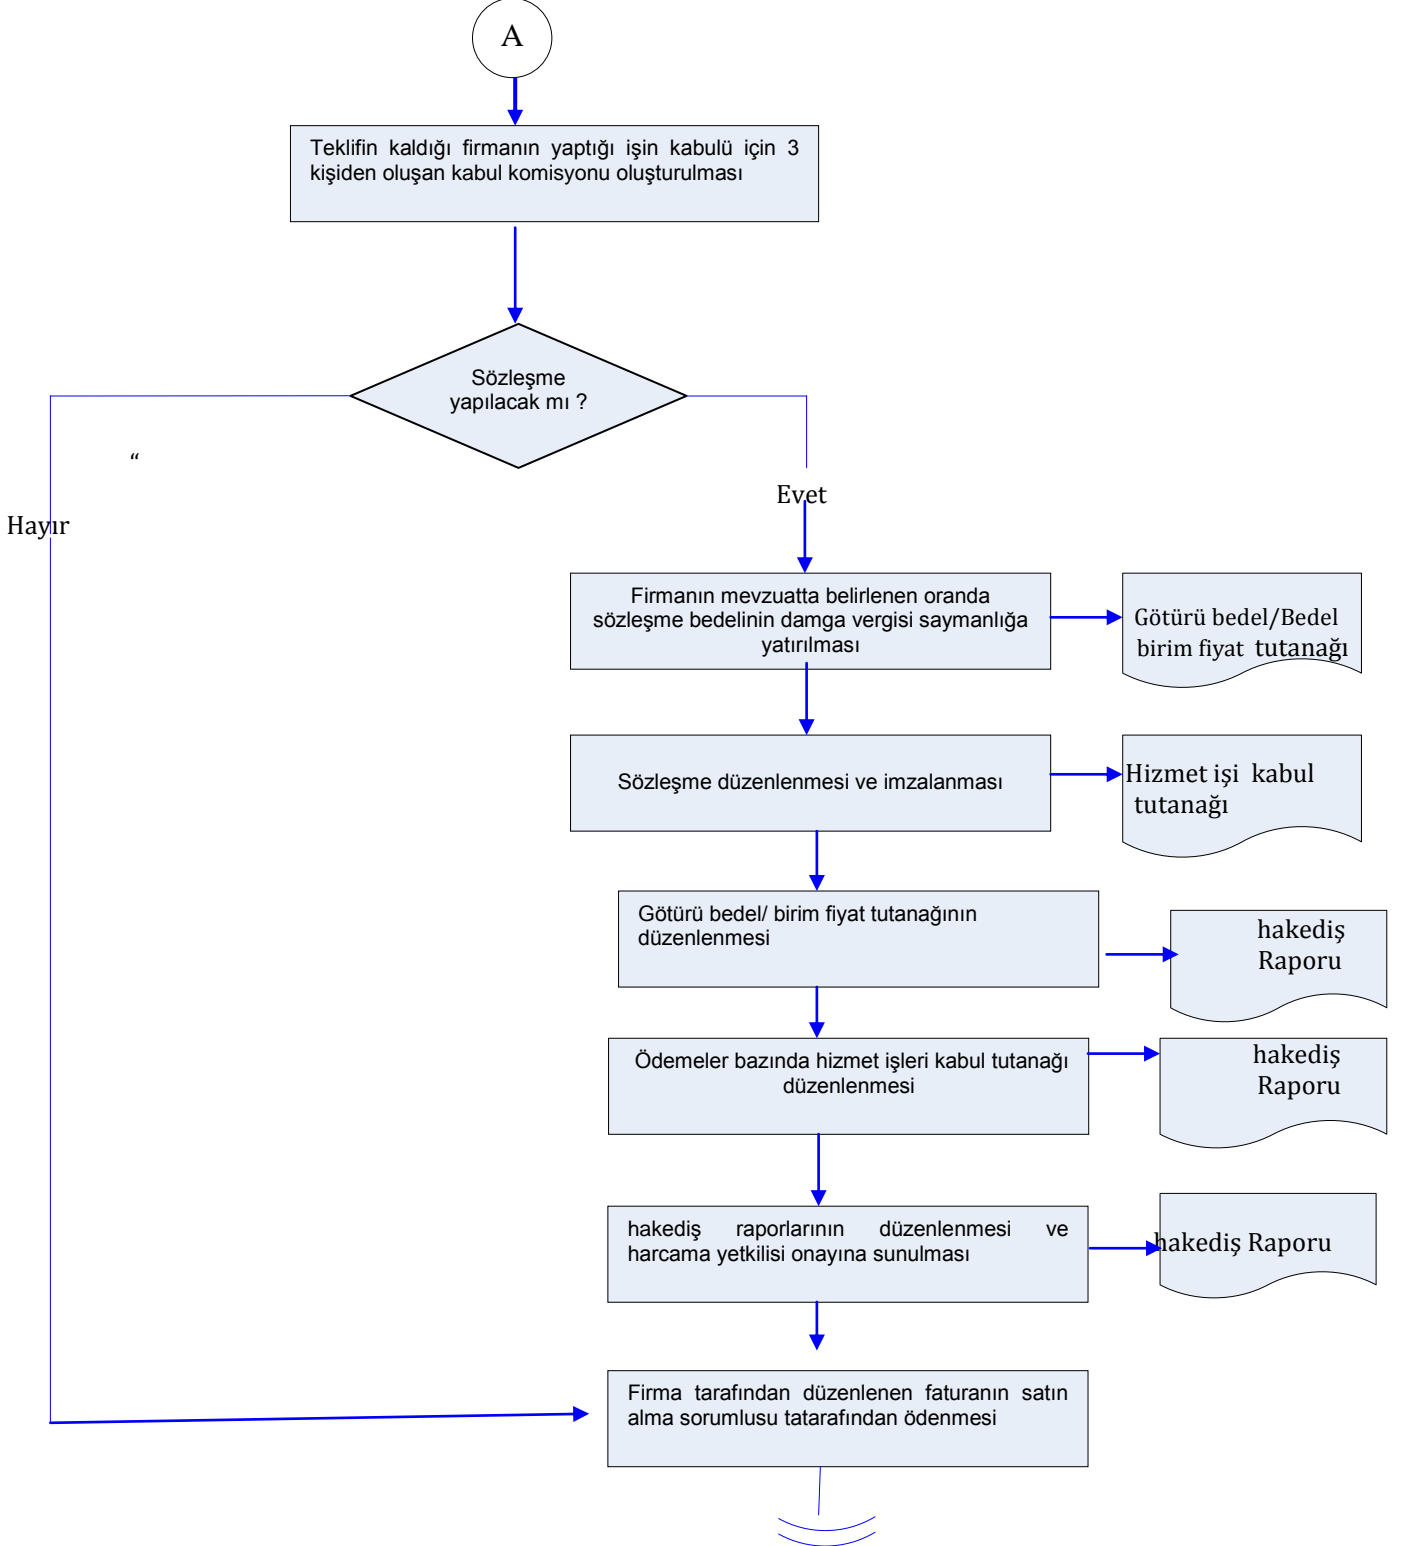 A
Teklifin kaldığı firmanın yaptığı işin kabulü için 3
kişiden oluşan kabul komisyonu oluşturulması
Sözleşme
yapılacak mı ?
“
Evet
Hayır
Firmanın mevzuatta belirlenen oranda
sözleşme bedelinin damga vergisi saymanlığa
yatırılması
Götürü bedel/Bedel
birim fiyat tutanağı
Sözleşme düzenlenmesi ve imzalanması
Hizmet işi kabul
tutanağı
Götürü bedel/ birim fiyat tutanağının
düzenlenmesi
hakediş
Raporu
Ödemeler bazında hizmet işleri kabul tutanağı
düzenlenmesi
hakediş
Raporu
hakediş raporlarının düzenlenmesi ve
harcama yetkilisi onayına sunulması
hakediş Raporu
Firma tarafından düzenlenen faturanın satın
alma sorumlusu tatarafından ödenmesi